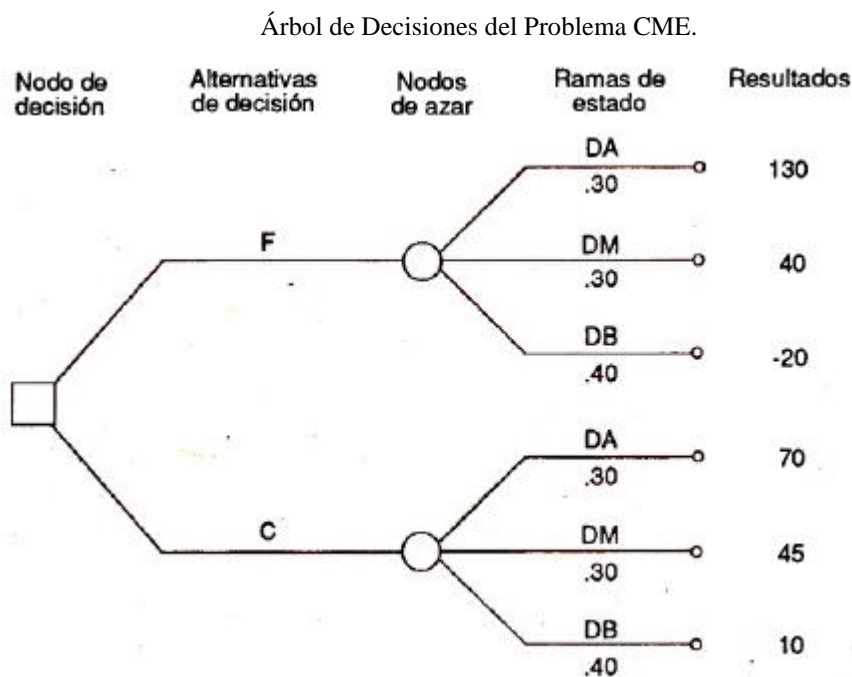 Árbol de Decisiones del Problema CME.
Nodo de decisión
Alternativas de decisión
Nodos de azar
Ramas de estado
Resultados
DA
.30
130
F
DM
.30
40
DB
.40
-20
DA
.30
70
C
DM
.30
45
DB
.40
10